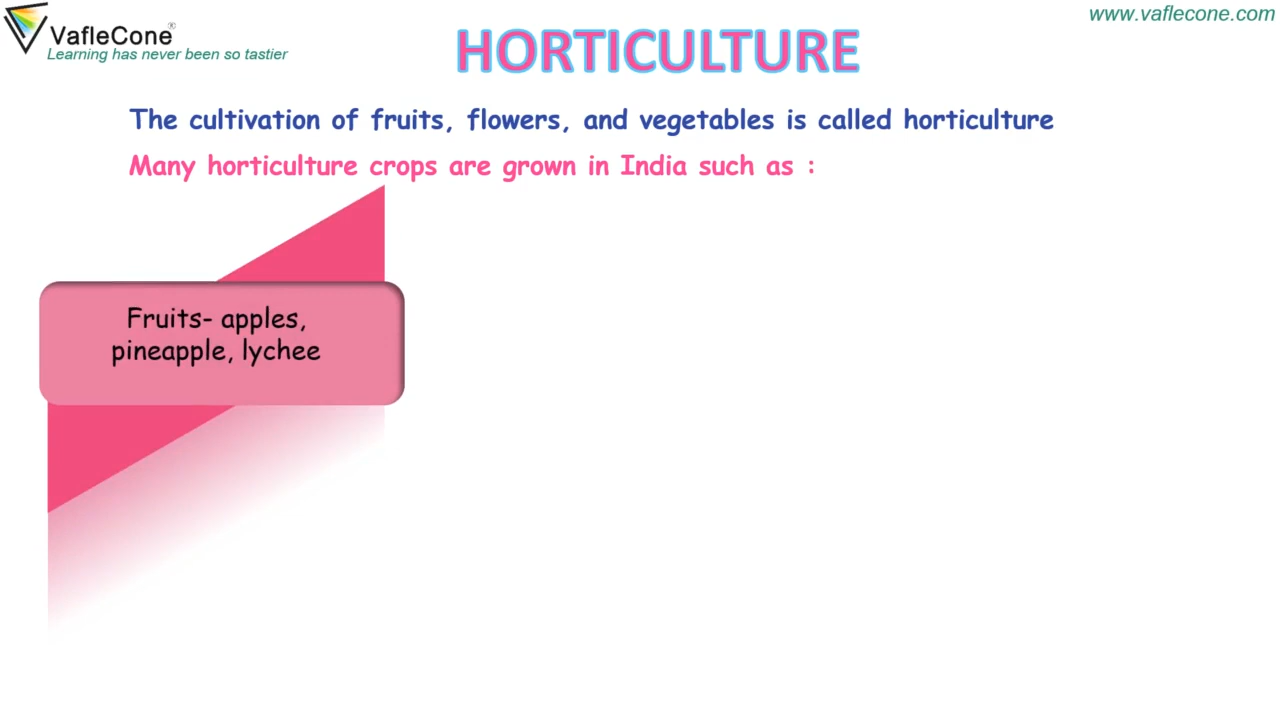 VafleCone®
Learning has never been so tastier
www.vaflecone.com
HORTICULTURE
The cultivation of fruits, flowers, and vegetables is called horticulture
Many horticulture crops are grown in India such as :
Fruits- apples,
pineapple, lychee